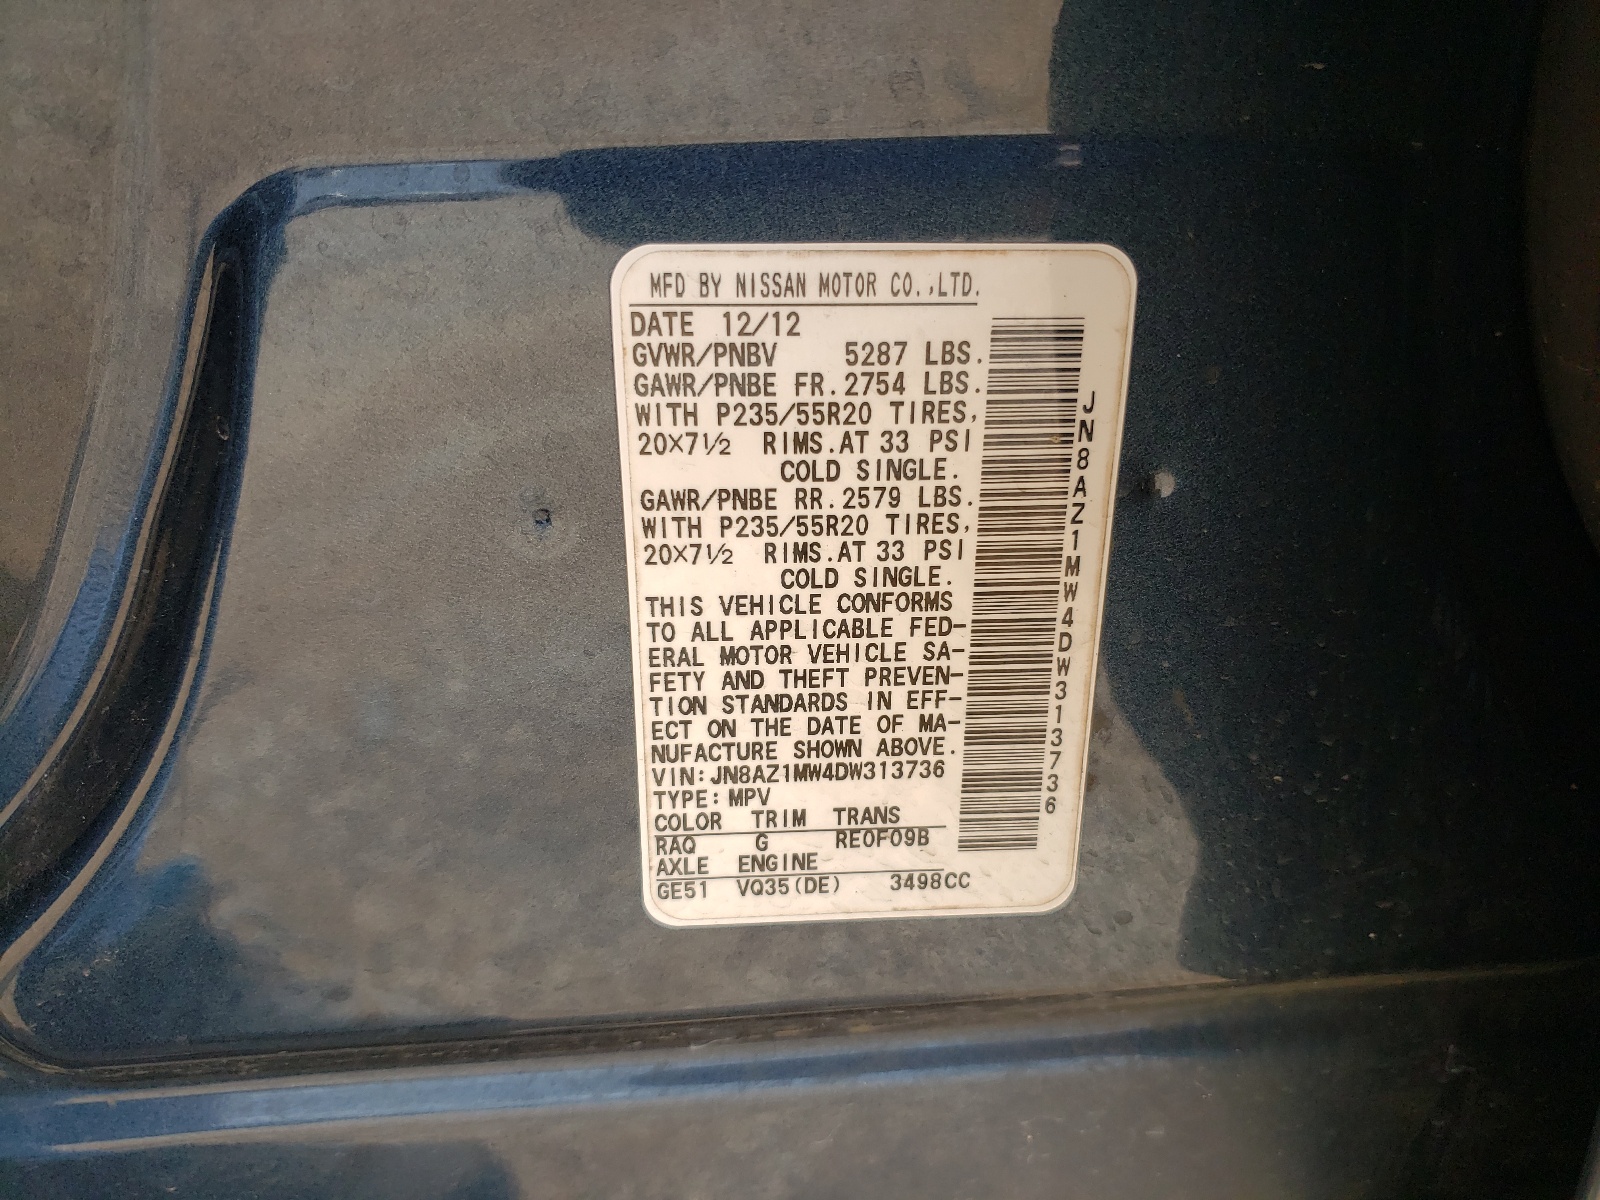 MFD BY NISSAN MOTOR CO.,LTD.
DATE 12/12
GVWR/PNBV 5287 LBS.
GAWR/PNBE FR. 2754 LBS.
WITH P235/55R20 TIRES,
20×7½ RIMS.AT 33 PSI
COLD SINGLE.
GAWR/PNBE RR. 2579 LBS.
WITH P235/55R20 TIRES,
20×7½ RIMS.AT 33 PSI
COLD SINGLE.
THIS VEHICLE CONFORMS
TO ALL APPLICABLE FED-
ERAL MOTOR VEHICLE SA-
FETY AND THEFT PREVEN-
TION STANDARDS IN EFF-
ECT ON THE DATE OF MA-
NUFACTURE SHOWN ABOVE.
VIN:JN8AZ1MW4DW313736
TYPE:MPV
COLOR TRIM TRANS
RAQ G RE0F09B
AXLE ENGINE
GE51 VQ35(DE) 3498CC
JN8AZ1MW4DW313736